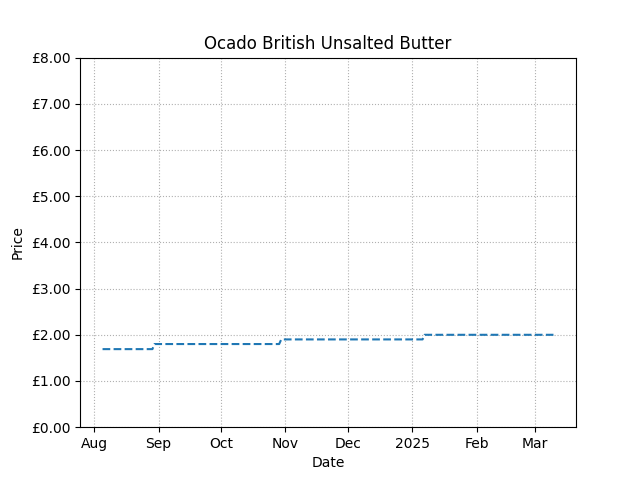 Ocado British Unsalted Butter
£8.00
£7.00
£6.00
£5.00
£4.00
£3.00
£2.00
£1.00
£0.00
Price
Aug Sep Oct Nov Dec 2025 Feb Mar
Date